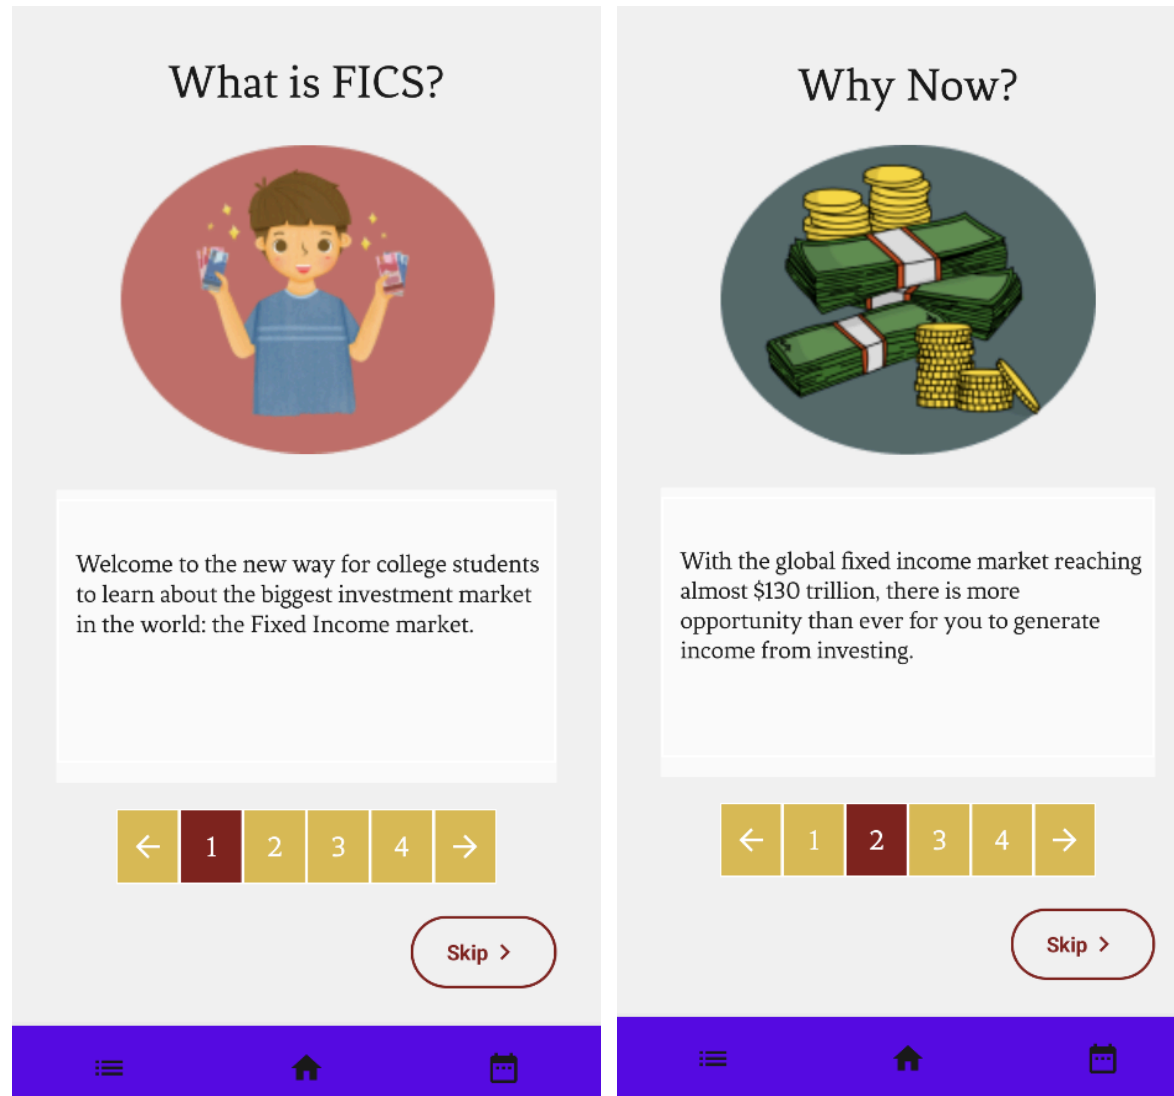 What is FICS?
Welcome to the new way for college students
to learn about the biggest investment market
in the world: the Fixed Income market.
← 1 2 3 4 →
Skip >
Why Now?
With the global fixed income market reaching
almost $130 trillion, there is more
opportunity than ever for you to generate
income from investing.
← 1 2 3 4 →
Skip >